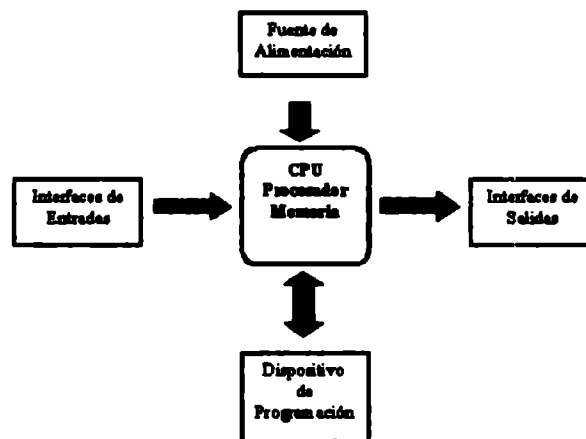 Fuente de
Alimentación
CPU
Procesador
Memoria
Interfaces de
Entradas
Interfaces de
Salidas
Dispositivo
de
Programación